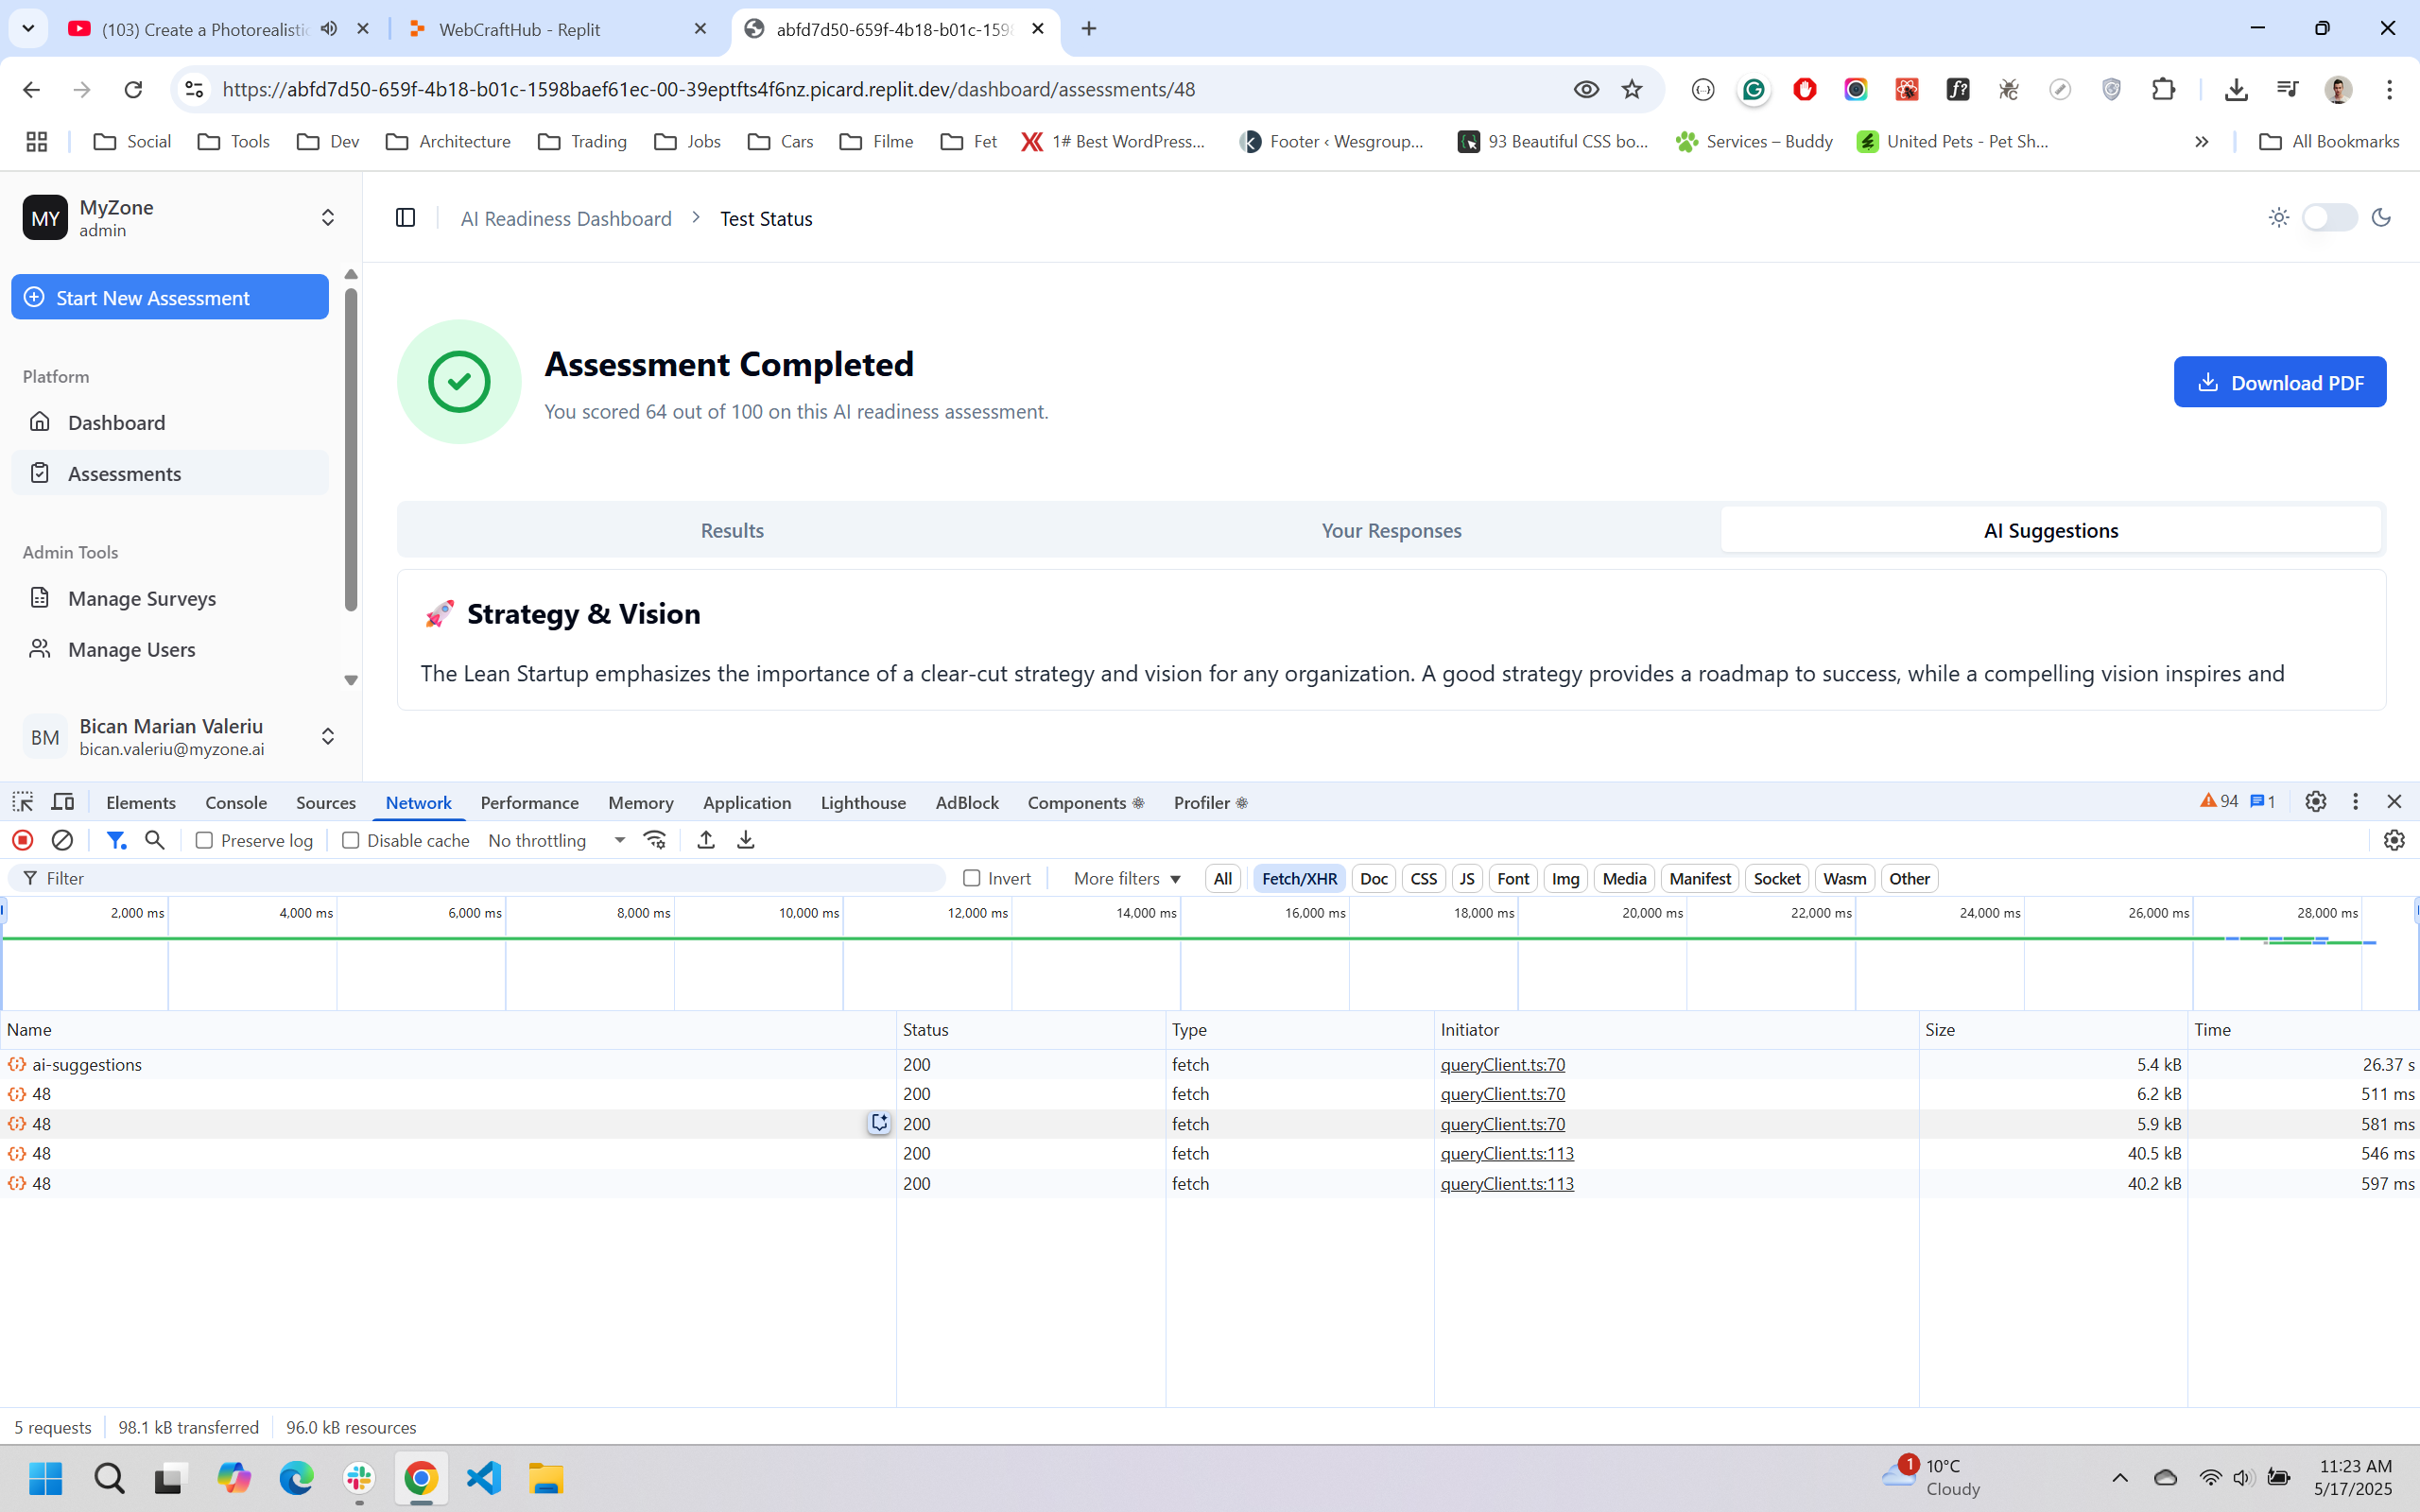 (103) Create a Photorealistic
WebCraftHub - Replit
abfd7d50-659f-4b18-b01c-1598
https://abfd7d50-659f-4b18-b01c-1598baef61ec-00-39eptfts4f6nz.picard.replit.dev/dashboard/assessments/48
Social
Tools
Dev
Architecture
Trading
Jobs
Cars
Filme
Fet
1# Best WordPress...
Footer ‹ Wesgroup...
93 Beautiful CSS bo...
Services – Buddy
United Pets - Pet Sh...
All Bookmarks
MY
MyZone
admin
AI Readiness Dashboard
Test Status
Start New Assessment
Platform
Dashboard
Assessments
Admin Tools
Manage Surveys
Manage Users
BM
Bican Marian Valeriu
bican.valeriu@myzone.ai
Assessment Completed
You scored 64 out of 100 on this AI readiness assessment.
Download PDF
Results
Your Responses
AI Suggestions
🚀 Strategy & Vision
The Lean Startup emphasizes the importance of a clear-cut strategy and vision for any organization. A good strategy provides a roadmap to success, while a compelling vision inspires and
Elements
Console
Sources
Network
Performance
Memory
Application
Lighthouse
AdBlock
Components ⚛
Profiler ⚛
94
1
Preserve log
Disable cache
No throttling
Filter
Invert
More filters
All
Fetch/XHR
Doc
CSS
JS
Font
Img
Media
Manifest
Socket
Wasm
Other
2,000 ms
4,000 ms
6,000 ms
8,000 ms
10,000 ms
12,000 ms
14,000 ms
16,000 ms
18,000 ms
20,000 ms
22,000 ms
24,000 ms
26,000 ms
28,000 ms
Name Status Type Initiator Size Time
ai-suggestions 200 fetch queryClient.ts:70 5.4 kB 26.37 s
48 200 fetch queryClient.ts:70 6.2 kB 511 ms
48 200 fetch queryClient.ts:70 5.9 kB 581 ms
48 200 fetch queryClient.ts:113 40.5 kB 546 ms
48 200 fetch queryClient.ts:113 40.2 kB 597 ms
5 requests
98.1 kB transferred
96.0 kB resources
1
10°C
Cloudy
11:23 AM
5/17/2025